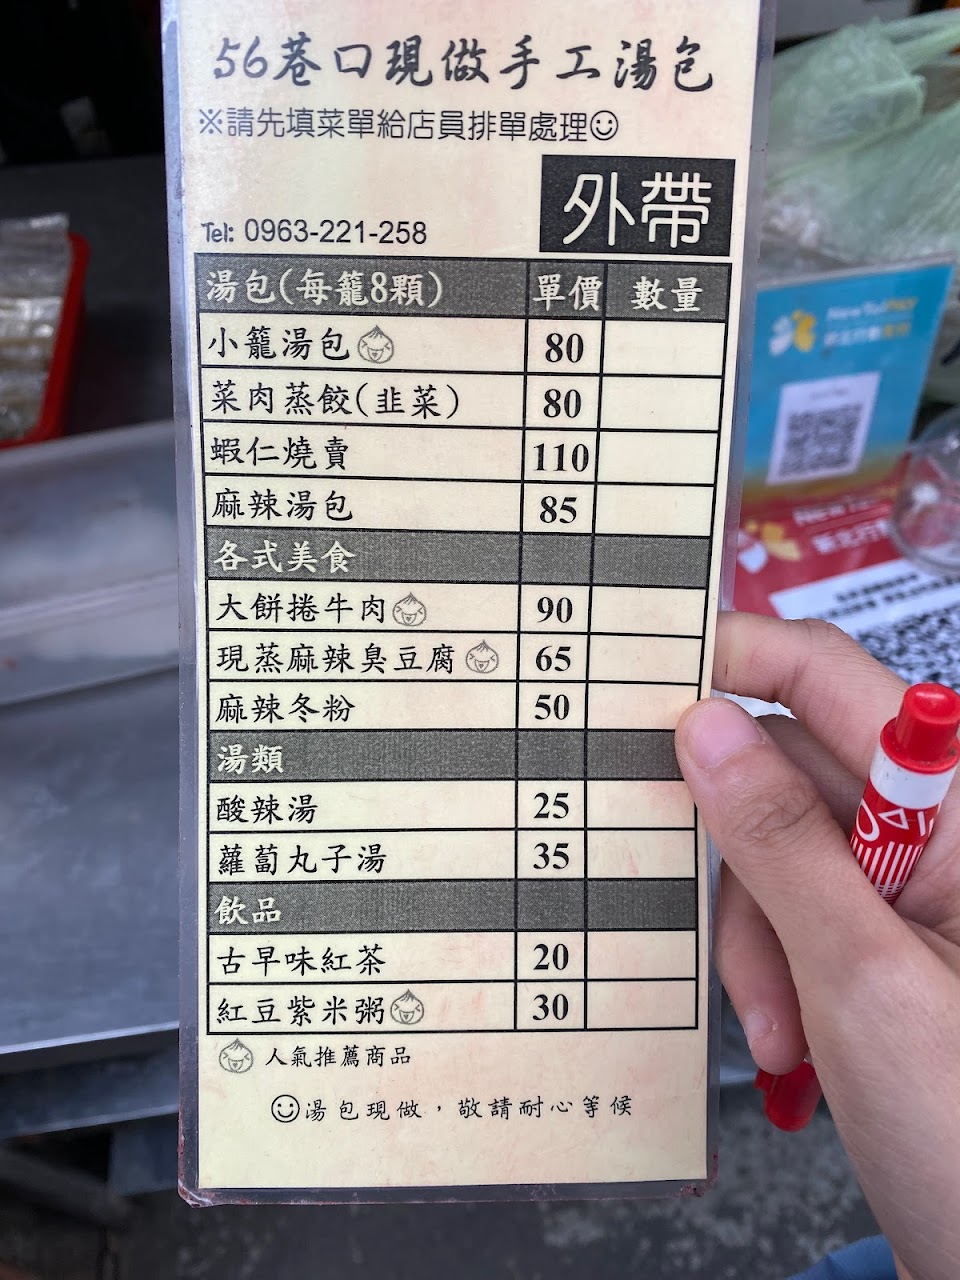 56巷口現做手工湯包
※請先填菜單給店員排單處理☺
外帶
Tel: 0963-221-258
湯包(每籠8顆) 單價 數量
小籠湯包 80
菜肉蒸餃(韭菜) 80
蝦仁燒賣 110
麻辣湯包 85
各式美食
大餅捲牛肉 90
現蒸麻辣臭豆腐 65
麻辣冬粉 50
湯類
酸辣湯 25
蘿蔔丸子湯 35
飲品
古早味紅茶 20
紅豆紫米粥 30
人氣推薦商品
☺湯包現做，敬請耐心等候